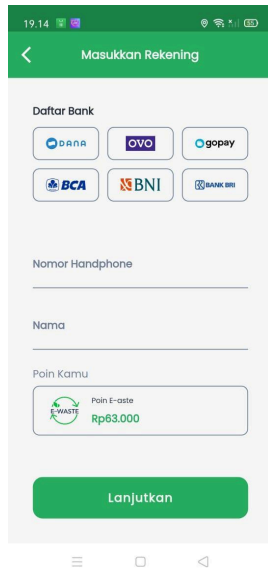 19.14
Masukkan Rekening
Daftar Bank
DANA OVO gopay
BCA BNI BANK BRI
Nomor Handphone
Nama
Poin Kamu
E-WASTE
Poin E-aste
Rp63.000
Lanjutkan